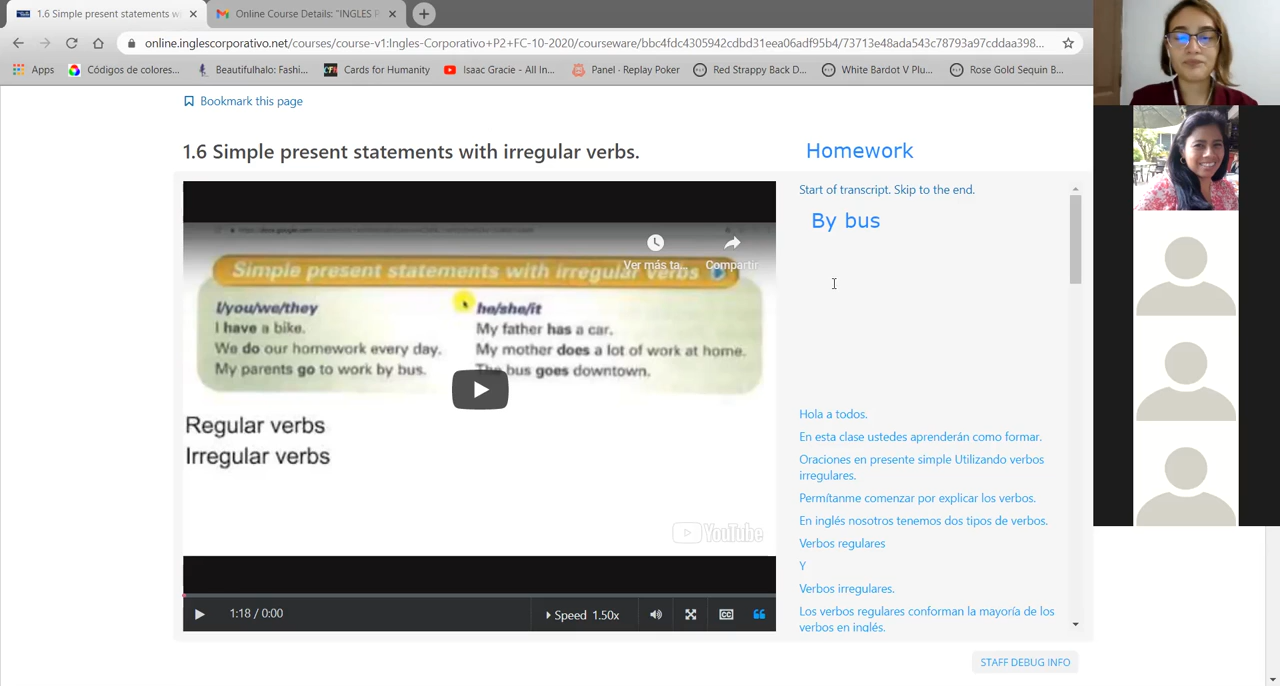 1.6 Simple present statements w
Online Course Details: "INGLES F
online.inglescorporativo.net/courses/course-v1:Ingles-Corporativo+P2+FC-10-2020/courseware/bbc4fdc4305942cdbd31eea06adf95b4/73713e48ada543c78793a97cddaa398...
Apps
Códigos de colores...
Beautifulhalo: Fashi...
Cards for Humanity
Isaac Gracie - All In...
Panel · Replay Poker
Red Strappy Back D...
White Bardot V Plu...
Rose Gold Sequin B...
Bookmark this page
1.6 Simple present statements with irregular verbs.
Homework
Start of transcript. Skip to the end.
By bus
Ver más ta...
Compartir
Simple present statements with irregular verbs
I/you/we/they
I have a bike.
We do our homework every day.
My parents go to work by bus.
he/she/it
My father has a car.
My mother does a lot of work at home.
The bus goes downtown.
Regular verbs
Irregular verbs
YouTube
1:18 / 0:00
Speed 1.50x
CC
Hola a todos.
En esta clase ustedes aprenderán como formar.
Oraciones en presente simple Utilizando verbos
irregulares.
Permítanme comenzar por explicar los verbos.
En inglés nosotros tenemos dos tipos de verbos.
Verbos regulares
Y
Verbos irregulares.
Los verbos regulares conforman la mayoría de los
verbos en inglés.
STAFF DEBUG INFO